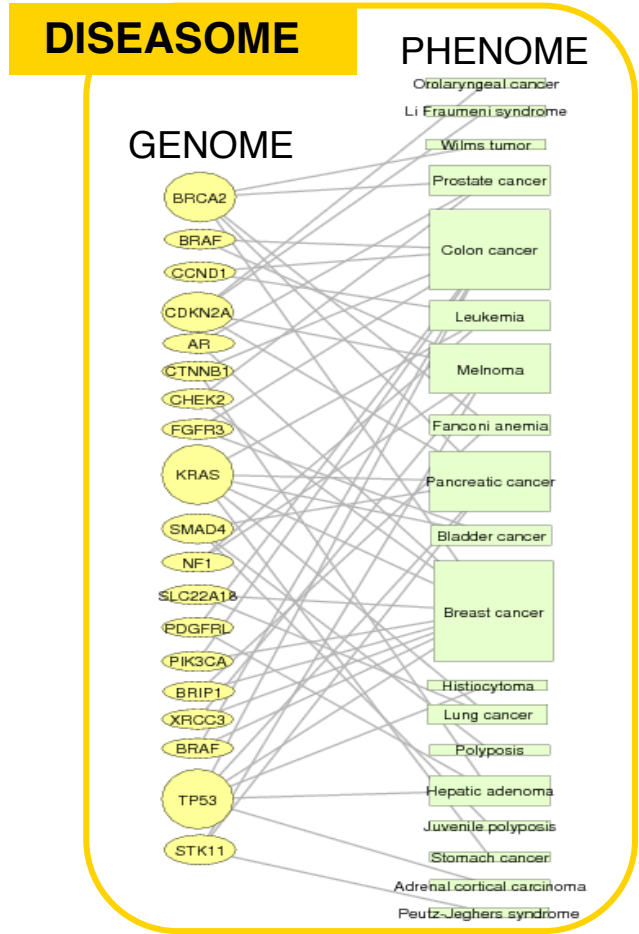 DISEASOME
PHENOME
GENOME
BRCA2
BRAF
CCND1
CDKN2A
AR
CTNNB1
CHEK2
FGFR3
KRAS
SMAD4
NF1
SLC22A18
PDGFRL
PIK3CA
BRIP1
XRCC3
BRAF
TP53
STK11
Orolaryngeal cancer
Li Fraumeni syndrome
Wilms tumor
Prostate cancer
Colon cancer
Leukemia
Melnoma
Fanconi anemia
Pancreatic cancer
Bladder cancer
Breast cancer
Histiocytoma
Lung cancer
Polyposis
Hepatic adenoma
Juvenile polyposis
Stomach cancer
Adrenal cortical carcinoma
Peutz-Jeghers syndrome